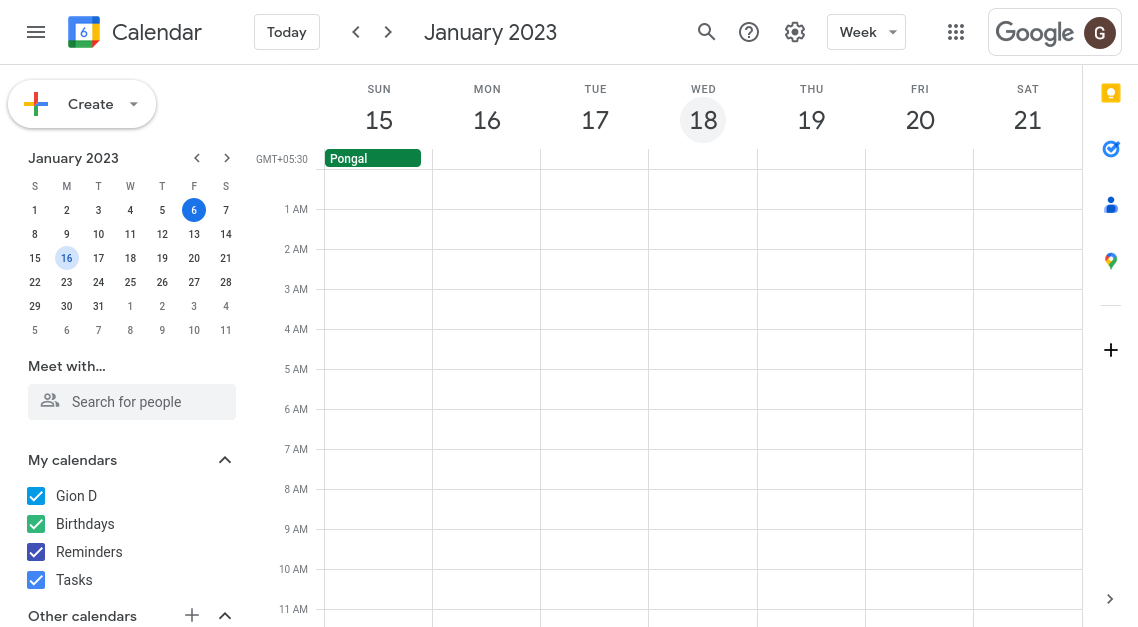 6 Calendar Today January 2023 Week Google G
Create
SUN MON TUE WED THU FRI SAT
15 16 17 18 19 20 21
GMT+05:30 Pongal
January 2023
S M T W T F S
1 2 3 4 5 6 7
8 9 10 11 12 13 14
15 16 17 18 19 20 21
22 23 24 25 26 27 28
29 30 31 1 2 3 4
5 6 7 8 9 10 11
Meet with...
Search for people
My calendars
Gion D
Birthdays
Reminders
Tasks
Other calendars
1 AM
2 AM
3 AM
4 AM
5 AM
6 AM
7 AM
8 AM
9 AM
10 AM
11 AM